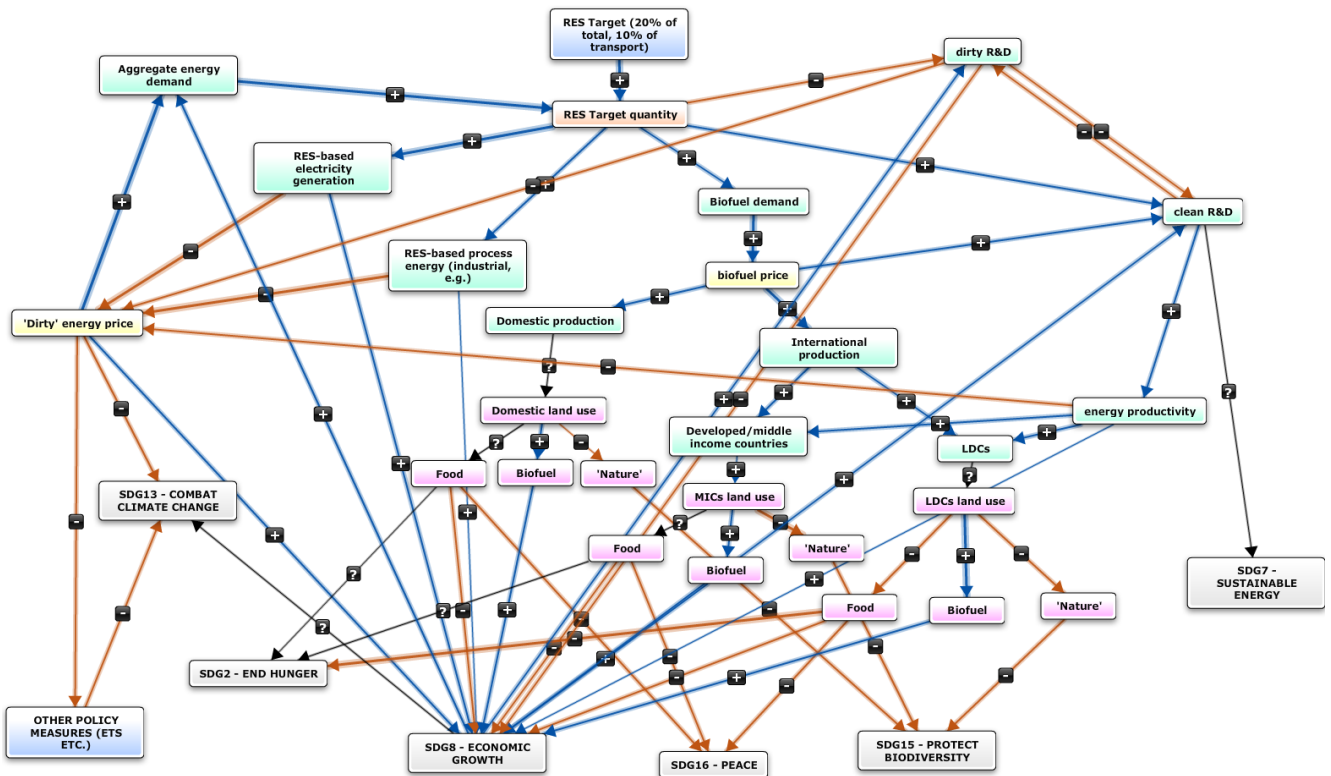 RES Target (20% of
total, 10% of
transport)
dirty R&D
Aggregate energy
demand
+
-
+
RES Target quantity
- -
+
RES-based
electricity
generation
+
+
+
- +
Biofuel demand
+
clean R&D
-
+
+
RES-based process
energy (industrial,
e.g.)
biofuel price
-
+
+
+
'Dirty' energy price
Domestic production
International
production
?
-
+
+
?
-
+ -
+
Domestic land use
energy productivity
+
+
+
?
+
-
Developed/middle
income countries
LDCs
+
Food
Biofuel
'Nature'
+
+
?
SDG13 - COMBAT
CLIMATE CHANGE
MICs land use
LDCs land use
+
-
-
?
+
+
Food
'Nature'
-
+
-
?
Biofuel
+
SDG7 -
SUSTAINABLE
ENERGY
-
? -
+
-
-
Food
Biofuel
'Nature'
?
-
-
-
+
-
SDG2 - END HUNGER
+
-
-
OTHER POLICY
MEASURES (ETS
ETC.)
SDG8 - ECONOMIC
GROWTH
SDG16 - PEACE
SDG15 - PROTECT
BIODIVERSITY